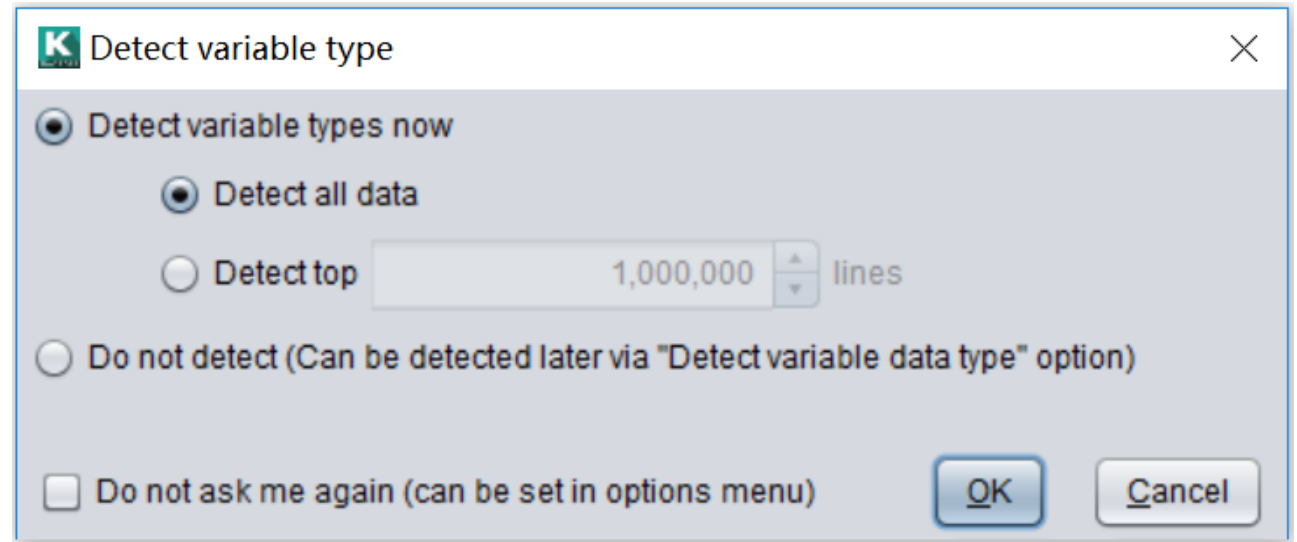 K Detect variable type
Detect variable types now
Detect all data
Detect top 1,000,000 lines
Do not detect (Can be detected later via "Detect variable data type" option)
Do not ask me again (can be set in options menu) OK Cancel